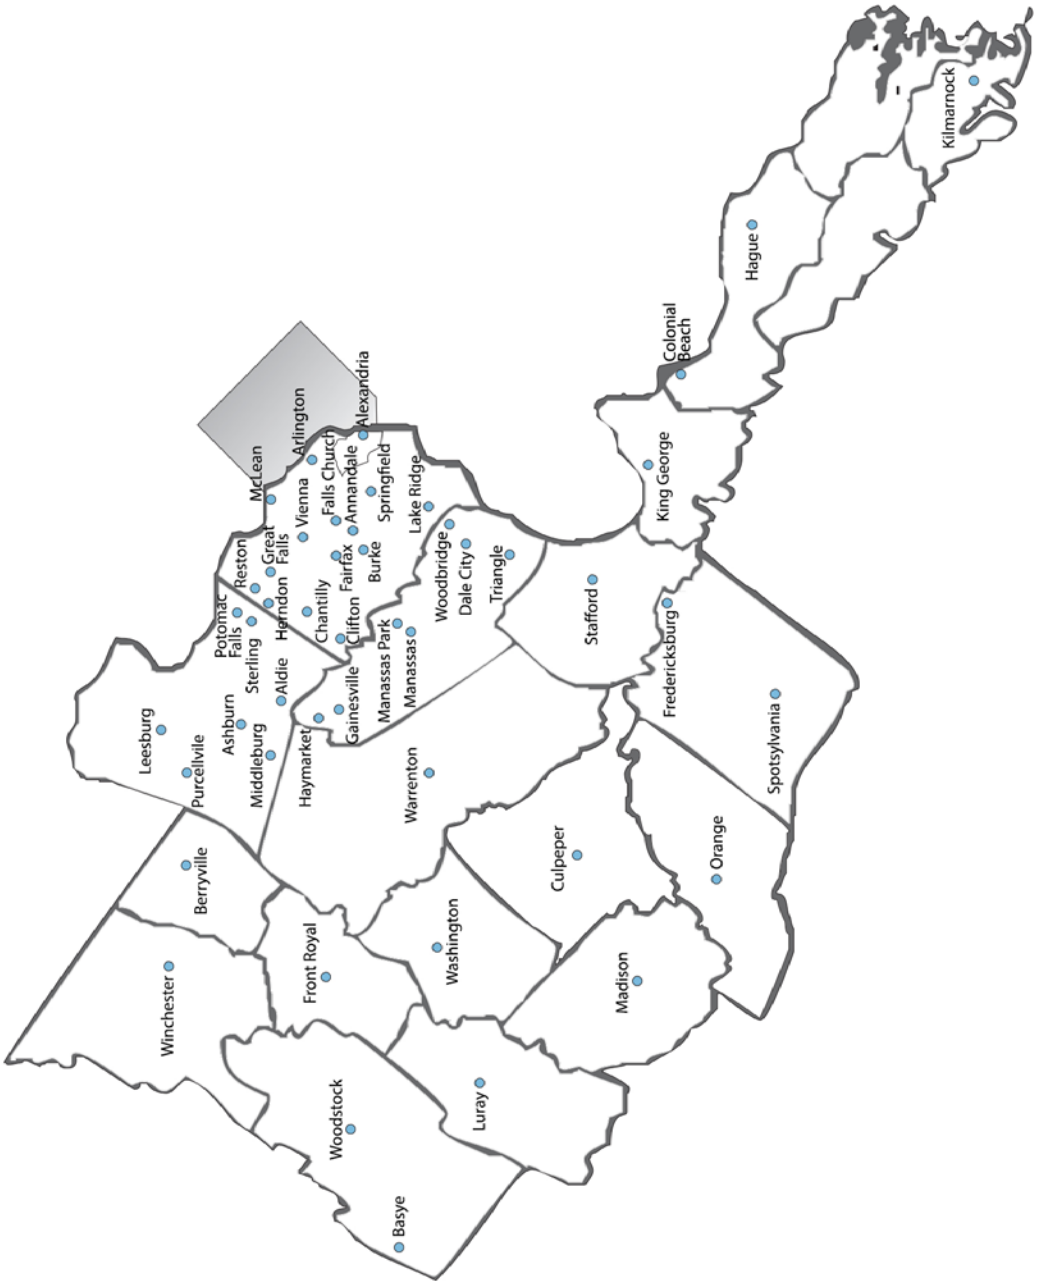 Winchester
Berryville
Leesburg
Purcellvile
Ashburn
Middleburg
Aldie
Potomac
Falls
Sterling
Reston
Herndon
Great
Falls
McLean
Vienna
Arlington
Falls Church
Alexandria
Annandale
Springfield
Fairfax
Burke
Chantilly
Clifton
Lake Ridge
Woodbridge
Dale City
Triangle
Manassas Park
Manassas
Gainesville
Haymarket
Warrenton
Front Royal
Woodstock
Basye
Luray
Washington
Culpeper
Madison
Orange
Stafford
Fredericksburg
Spotsylvania
King George
Colonial
Beach
Hague
Kilmarnock